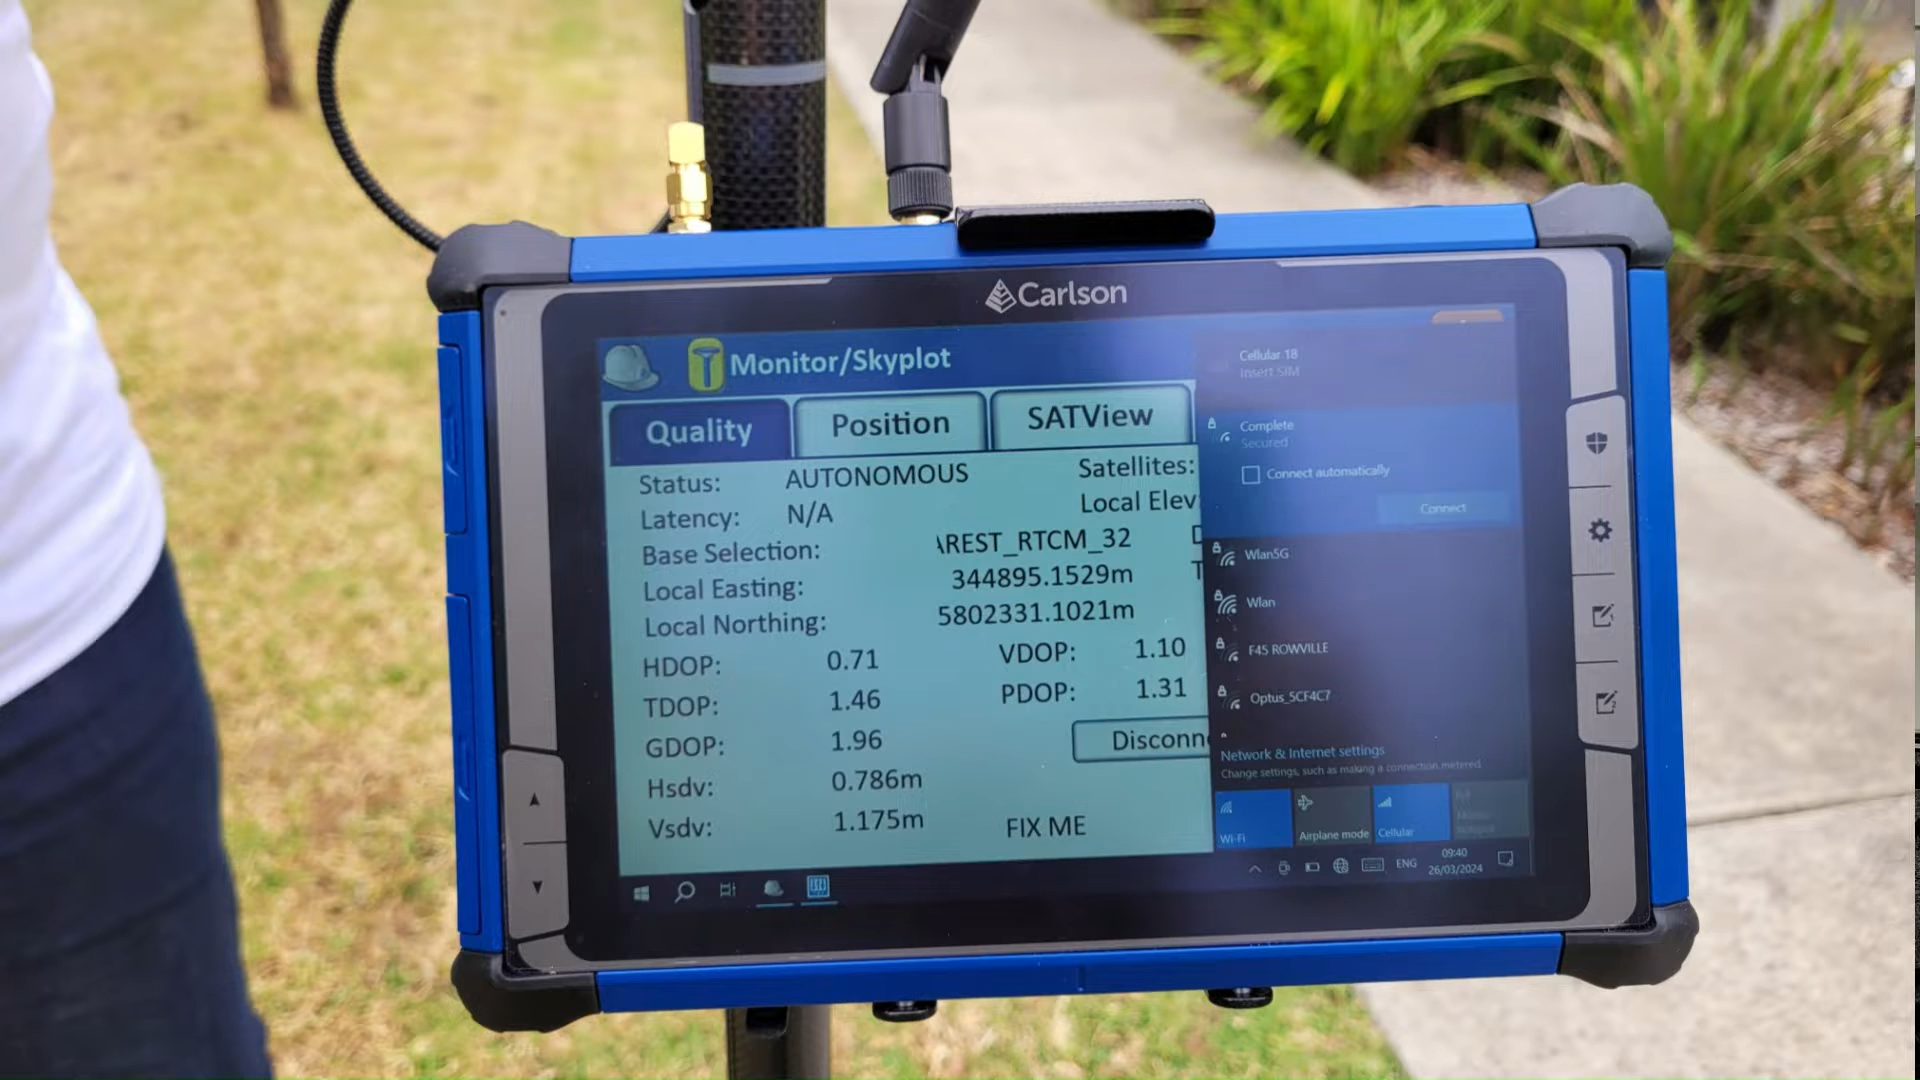 Carlson
Monitor/Skyplot
Quality Position SATView
Status: AUTONOMOUS Satellites:
Latency: N/A Local Elev
Base Selection: AREST_RTCM_32
Local Easting: 344895.1529m
Local Northing: 5802331.1021m
HDOP: 0.71 VDOP: 1.10
TDOP: 1.46 PDOP: 1.31
GDOP: 1.96 Disconn
Hsdv: 0.786m
Vsdv: 1.175m FIX ME
Cellular 18
Insert SIM
Complete
Secured
Connect automatically
Connect
Wlan5G
Wlan
F45 ROWVILLE
Optus_5CF4C7
Network & Internet settings
Change settings, such as making a connection metered.
Wi-Fi Airplane mode Cellular
ENG
09:40
26/03/2024